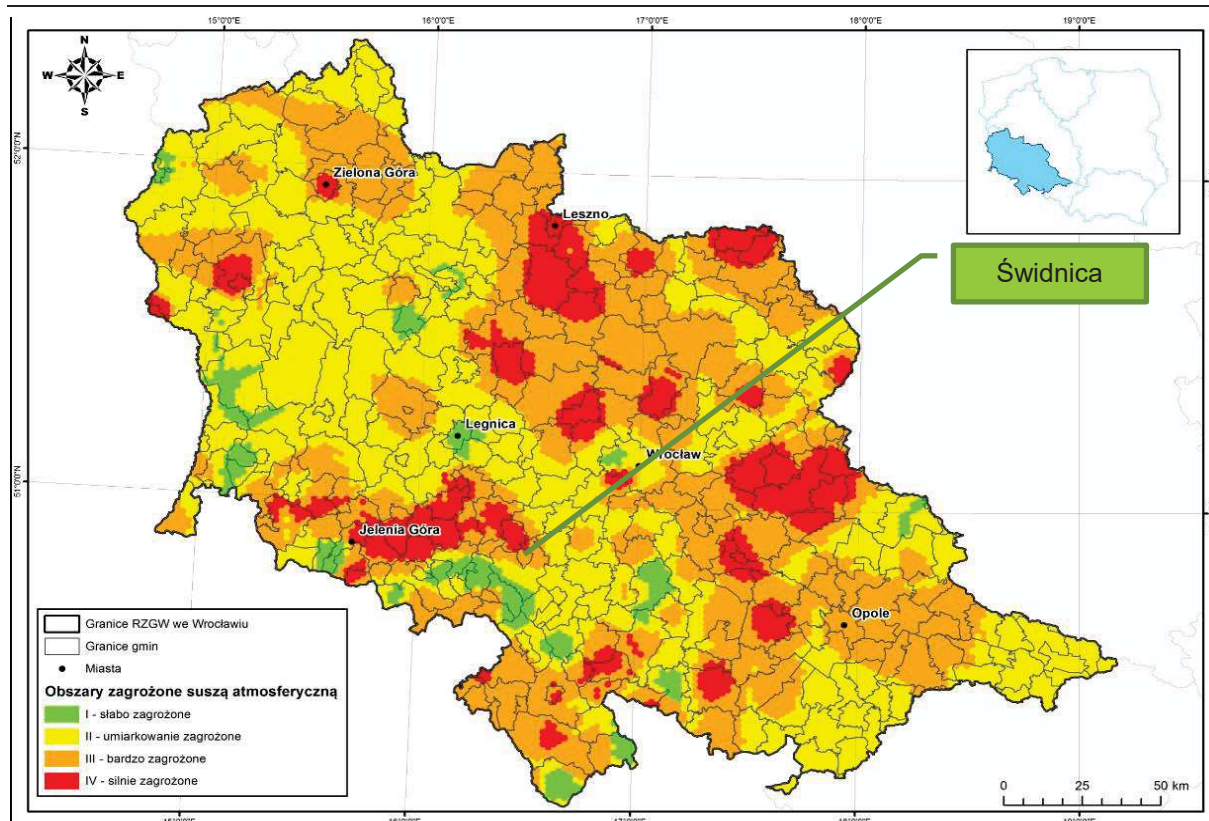 15°0'0"E
16°0'0"E
17°0'0"E
18°0'0"E
19°0'0"E
N
W E
S
52°0'0"N
Zielona Góra
Leszno
Świdnica
Legnica
Wrocław
51°0'0"N
Jelenia Góra
Opole
Granice RZGW we Wrocławiu
Granice gmin
Miasta
Obszary zagrożone suszą atmosferyczną
I - słabo zagrożone
II - umiarkowanie zagrożone
III - bardzo zagrożone
IV - silnie zagrożone
0 25 50 km